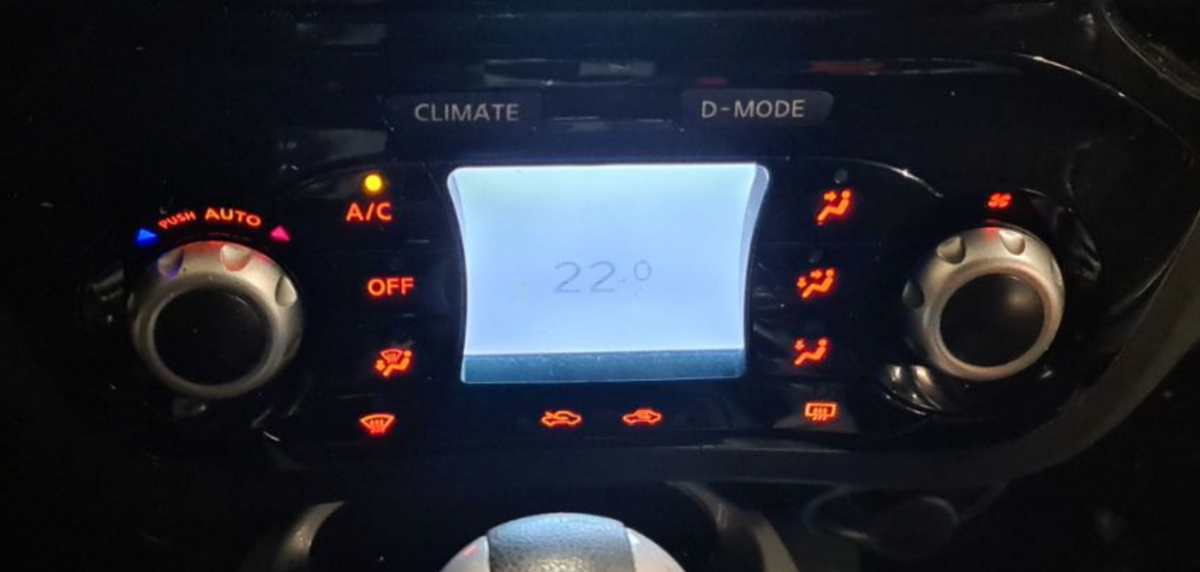 CLIMATE
D-MODE
PUSH AUTO
A/C
OFF
22.0